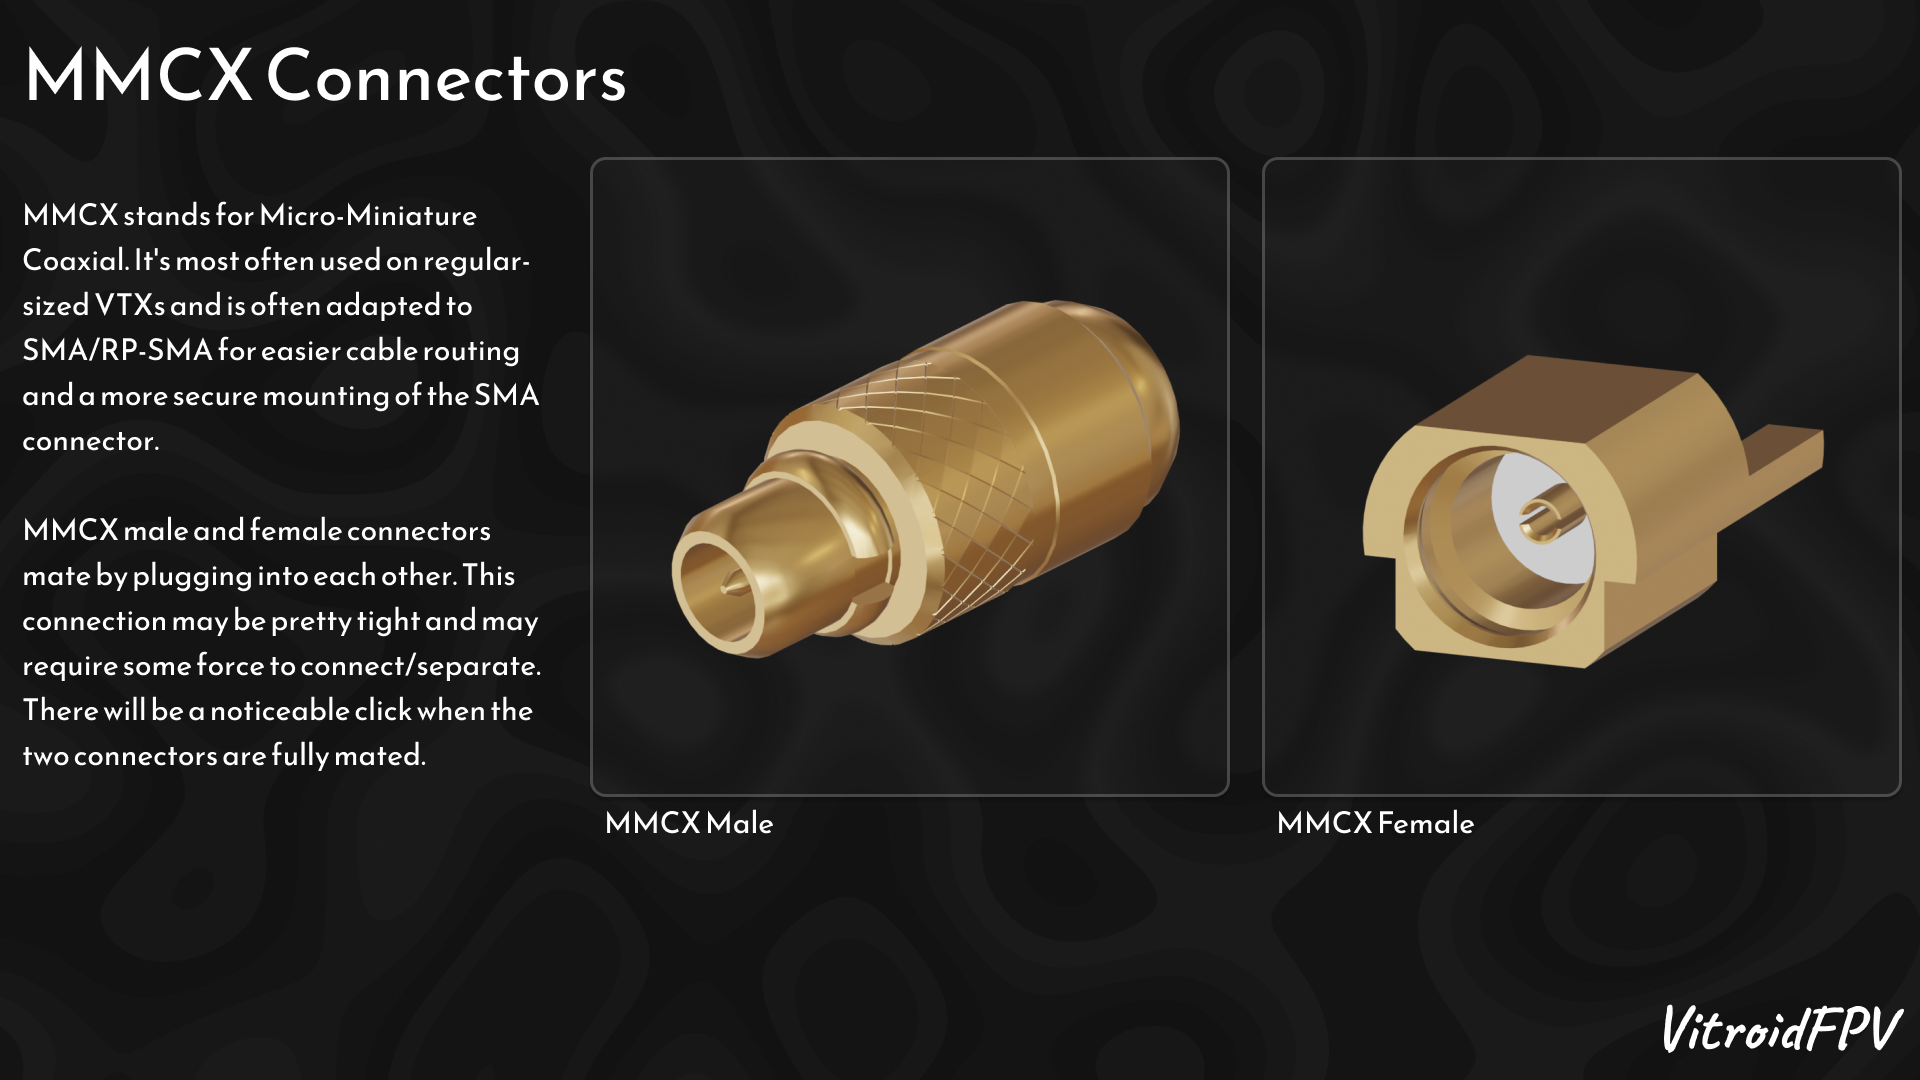 MMCX Connectors
MMCX stands for Micro-Miniature
Coaxial. It's most often used on regular-
sized VTXs and is often adapted to
SMA/RP-SMA for easier cable routing
and a more secure mounting of the SMA
connector.
MMCX male and female connectors
mate by plugging into each other. This
connection may be pretty tight and may
require some force to connect/separate.
There will be a noticeable click when the
two connectors are fully mated.
MMCX Male
MMCX Female
VitroidFPV